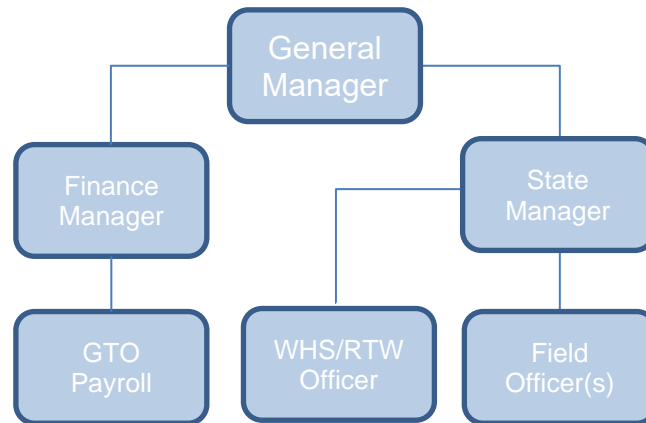 General
Manager
Finance
Manager
State
Manager
GTO
Payroll
WHS/RTW
Officer
Field
Officer(s)